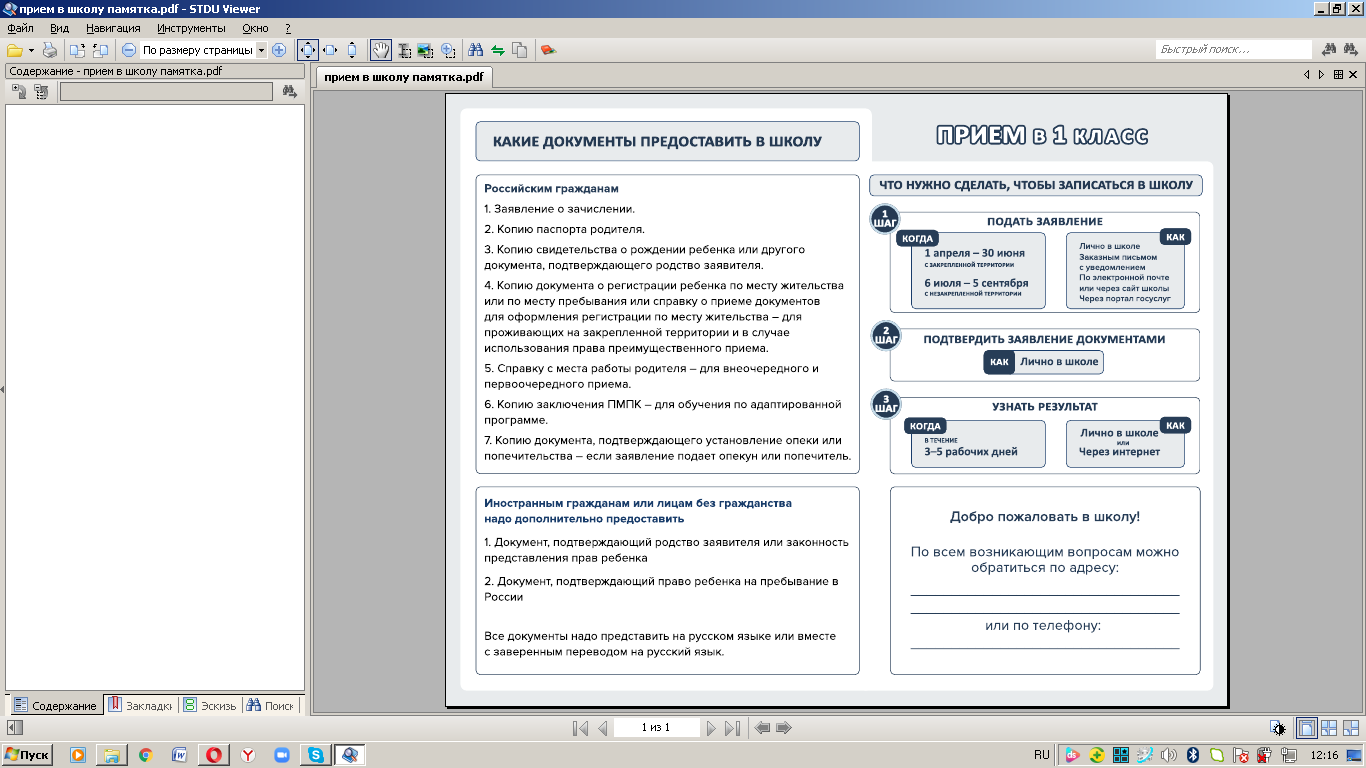 прием в школу памятка.pdf - STDU Viewer
Файл Вид Навигация Инструменты Окно ?
По размеру страницы
Быстрый поиск...
Содержание - прием в школу памятка.pdf
прием в школу памятка.pdf
КАКИЕ ДОКУМЕНТЫ ПРЕДОСТАВИТЬ В ШКОЛУ
Российским гражданам
1. Заявление о зачислении.
2. Копию паспорта родителя.
3. Копию свидетельства о рождении ребенка или другого
документа, подтверждающего родство заявителя.
4. Копию документа о регистрации ребенка по месту жительства
или по месту пребывания или справку о приеме документов
для оформления регистрации по месту жительства – для
проживающих на закрепленной территории и в случае
использования права преимущественного приема.
5. Справку с места работы родителя – для внеочередного и
первоочередного приема.
6. Копию заключения ПМПК – для обучения по адаптированной
программе.
7. Копию документа, подтверждающего установление опеки или
попечительства – если заявление подает опекун или попечитель.
Иностранным гражданам или лицам без гражданства
надо дополнительно предоставить
1. Документ, подтверждающий родство заявителя или законность
представления прав ребенка
2. Документ, подтверждающий право ребенка на пребывание в
России
Все документы надо представить на русском языке или вместе
с заверенным переводом на русский язык.
ПРИЕМ В 1 КЛАСС
ЧТО НУЖНО СДЕЛАТЬ, ЧТОБЫ ЗАПИСАТЬСЯ В ШКОЛУ
1
ШАГ
ПОДАТЬ ЗАЯВЛЕНИЕ
КОГДА
1 апреля – 30 июня
С ЗАКРЕПЛЕННОЙ ТЕРРИТОРИИ
6 июля – 5 сентября
С НЕЗАКРЕПЛЕННОЙ ТЕРРИТОРИИ
КАК
Лично в школе
Заказным письмом
с уведомлением
По электронной почте
или через сайт школы
Через портал госуслуг
2
ШАГ
ПОДТВЕРДИТЬ ЗАЯВЛЕНИЕ ДОКУМЕНТАМИ
КАК Лично в школе
3
ШАГ
УЗНАТЬ РЕЗУЛЬТАТ
КОГДА
В ТЕЧЕНИЕ
3–5 рабочих дней
КАК
Лично в школе
или
Через интернет
Добро пожаловать в школу!
По всем возникающим вопросам можно
обратиться по адресу:
или по телефону:
Содержание Закладки Эскизы Поиск
1 из 1
Пуск
RU 12:16